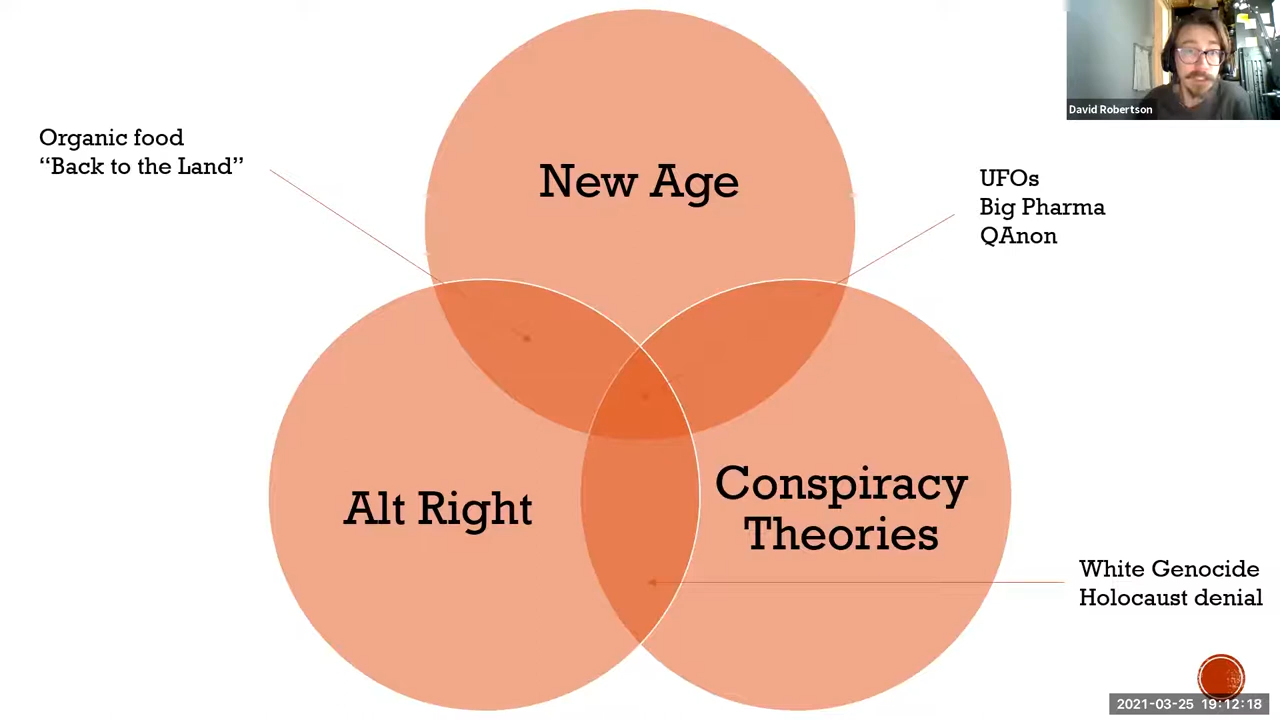 David Robertson
Organic food
“Back to the Land”
New Age
UFOs
Big Pharma
QAnon
Alt Right
Conspiracy
Theories
White Genocide
Holocaust denial
2021-03-25 19:12:18